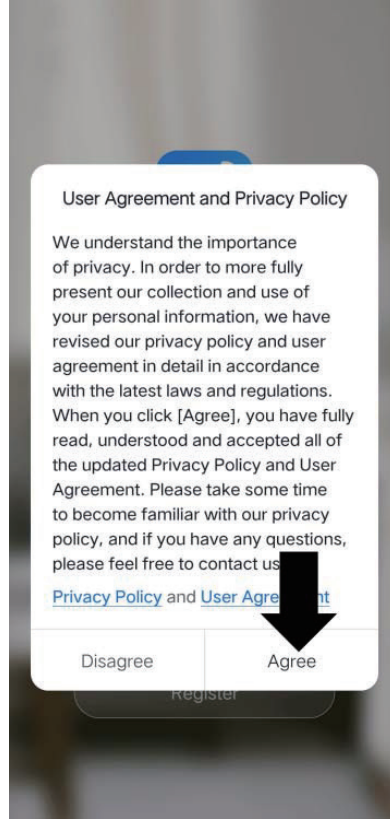 User Agreement and Privacy Policy
We understand the importance
of privacy. In order to more fully
present our collection and use of
your personal information, we have
revised our privacy policy and user
agreement in detail in accordance
with the latest laws and regulations.
When you click [Agree], you have fully
read, understood and accepted all of
the updated Privacy Policy and User
Agreement. Please take some time
to become familiar with our privacy
policy, and if you have any questions,
please feel free to contact us
Privacy Policy and User Agreement
Disagree
Agree
Register